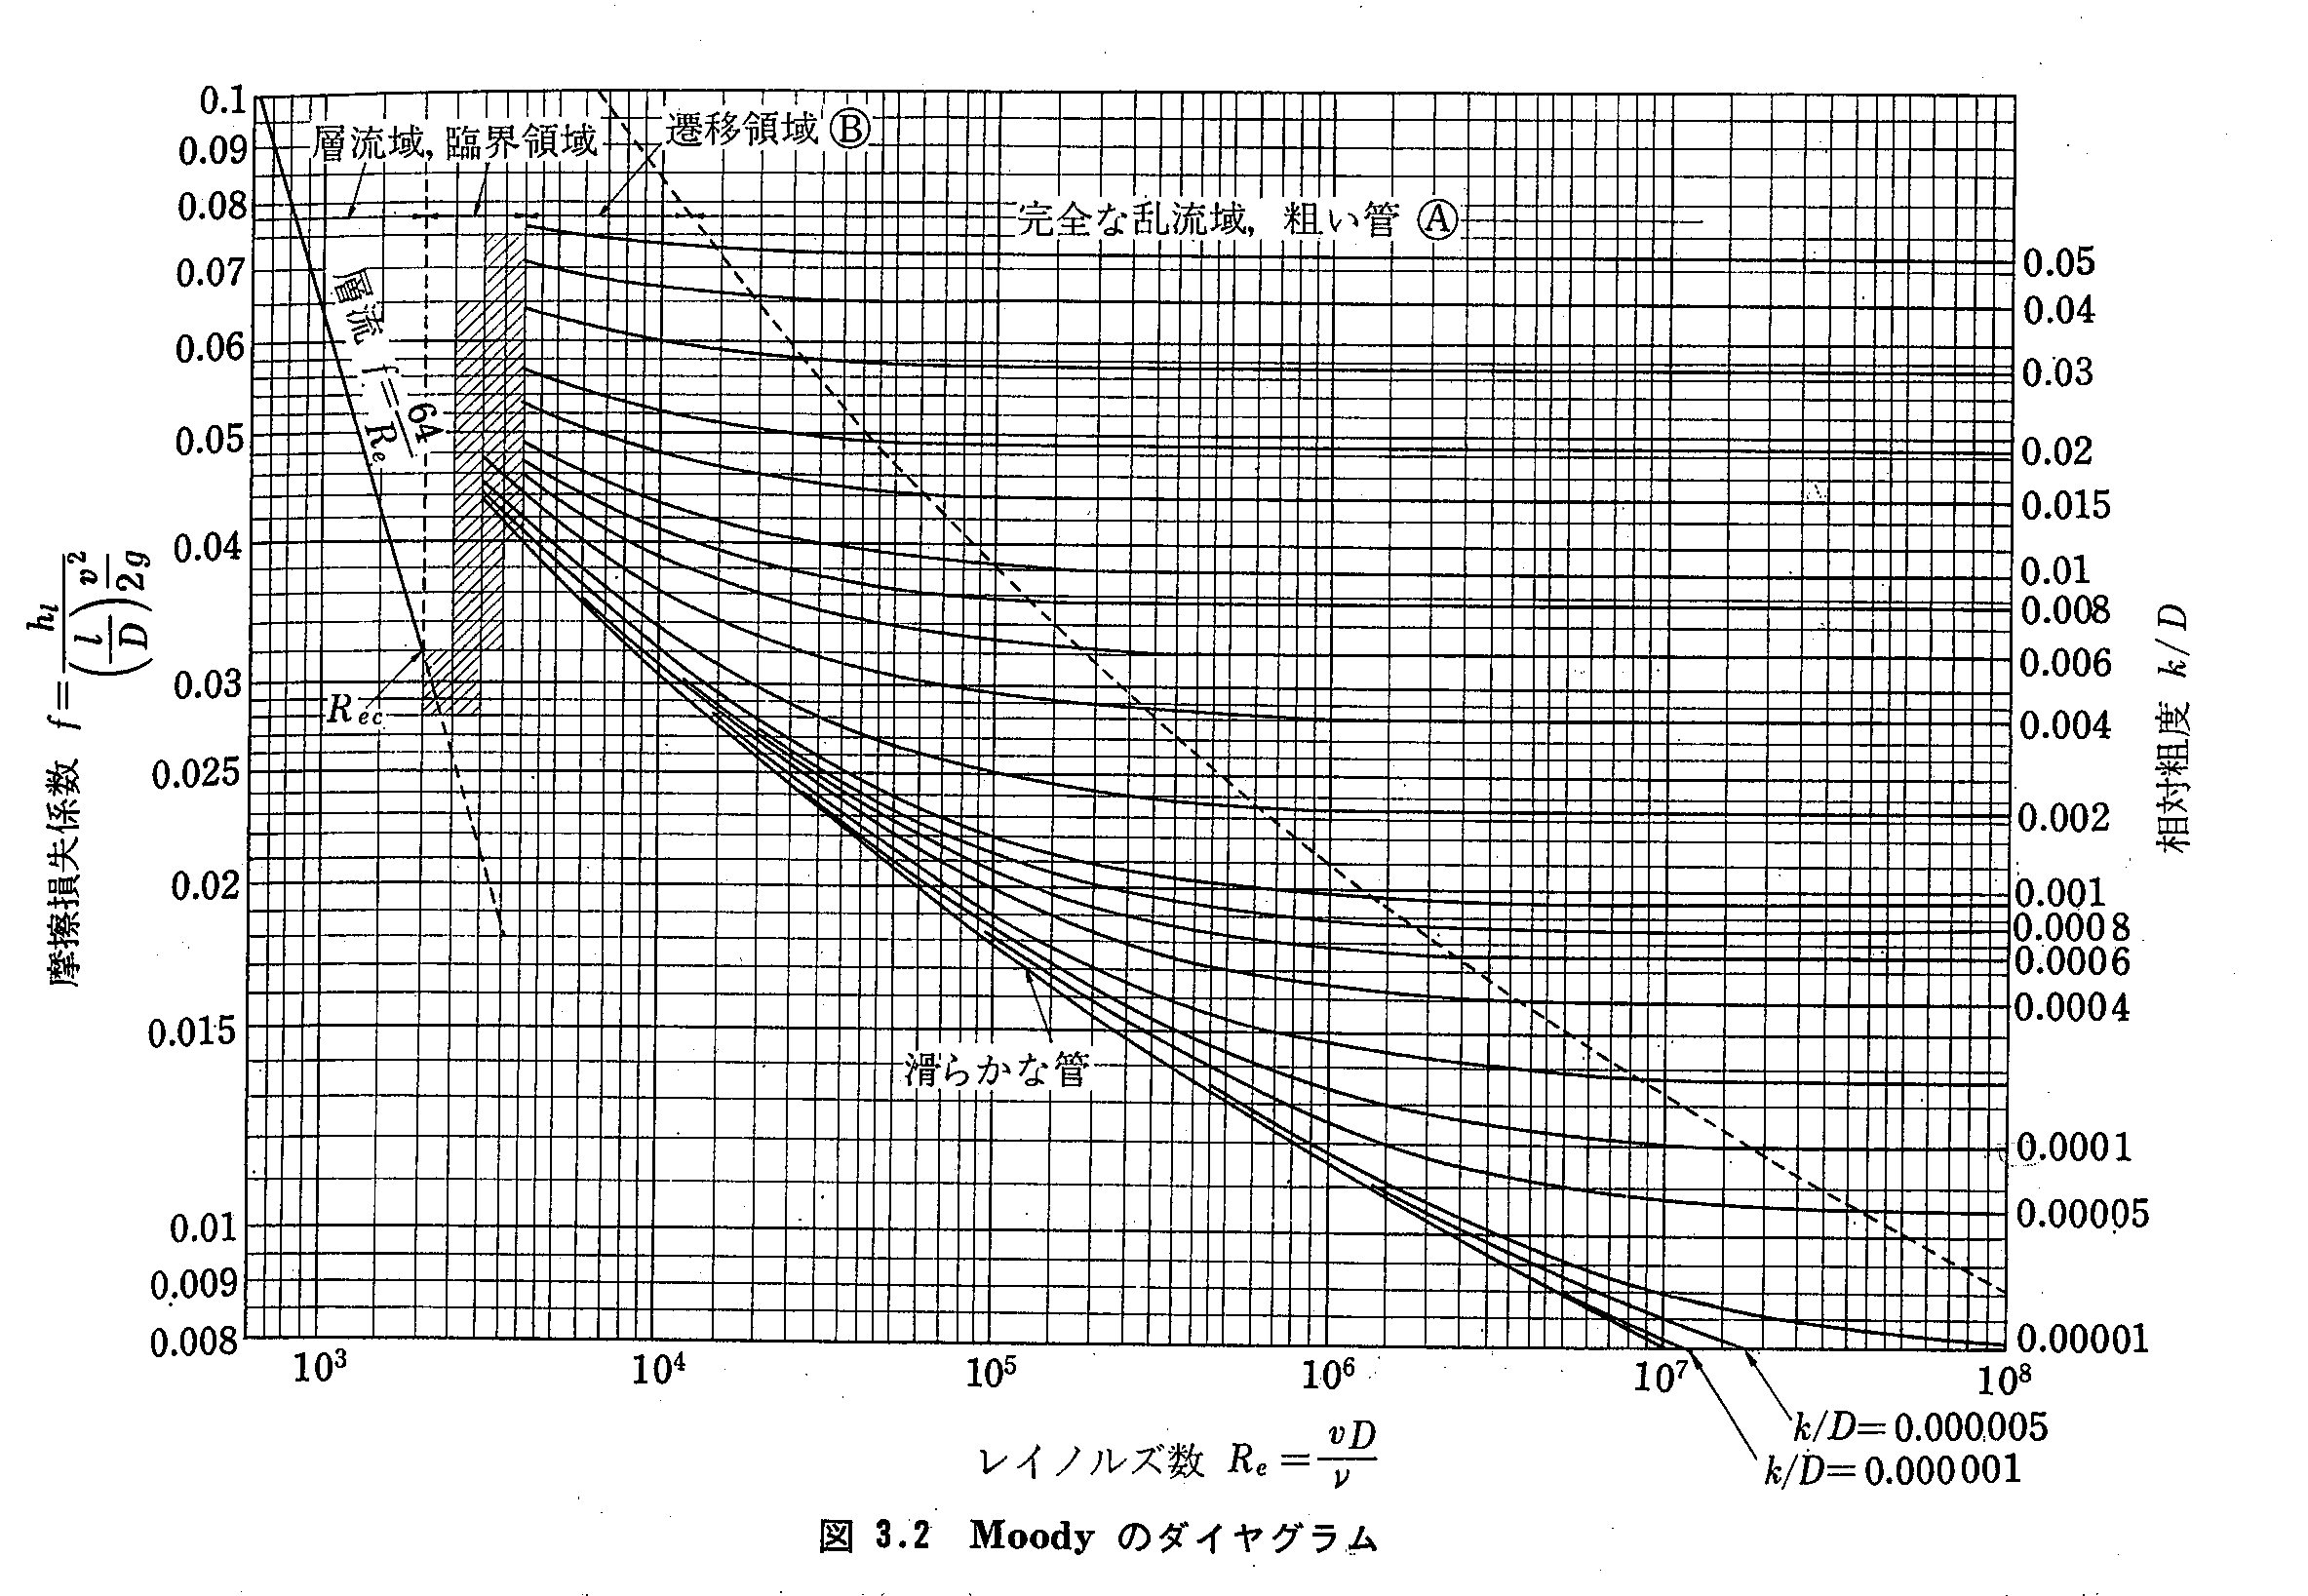 0.1
0.09
0.08
0.07
0.06
0.05
0.04
0.03
0.025
0.02
0.015
0.01
0.009
0.008
摩擦損失係数 f = h_l / (l/D) v²/2g
層流域, 臨界領域
遷移領域 Ⓑ
完全な乱流域, 粗い管 Ⓐ
層流 f = 64/R_e
R_ec
滑らかな管
0.05
0.04
0.03
0.02
0.015
0.01
0.008
0.006
0.004
0.002
0.001
0.0008
0.0006
0.0004
0.0001
0.00005
0.00001
相対粗度 k/D
10³ 10⁴ 10⁵ 10⁶ 10⁷ 10⁸
k/D=0.000005
k/D=0.000001
レイノルズ数 R_e = vD/ν
図 3.2 Moody のダイヤグラム